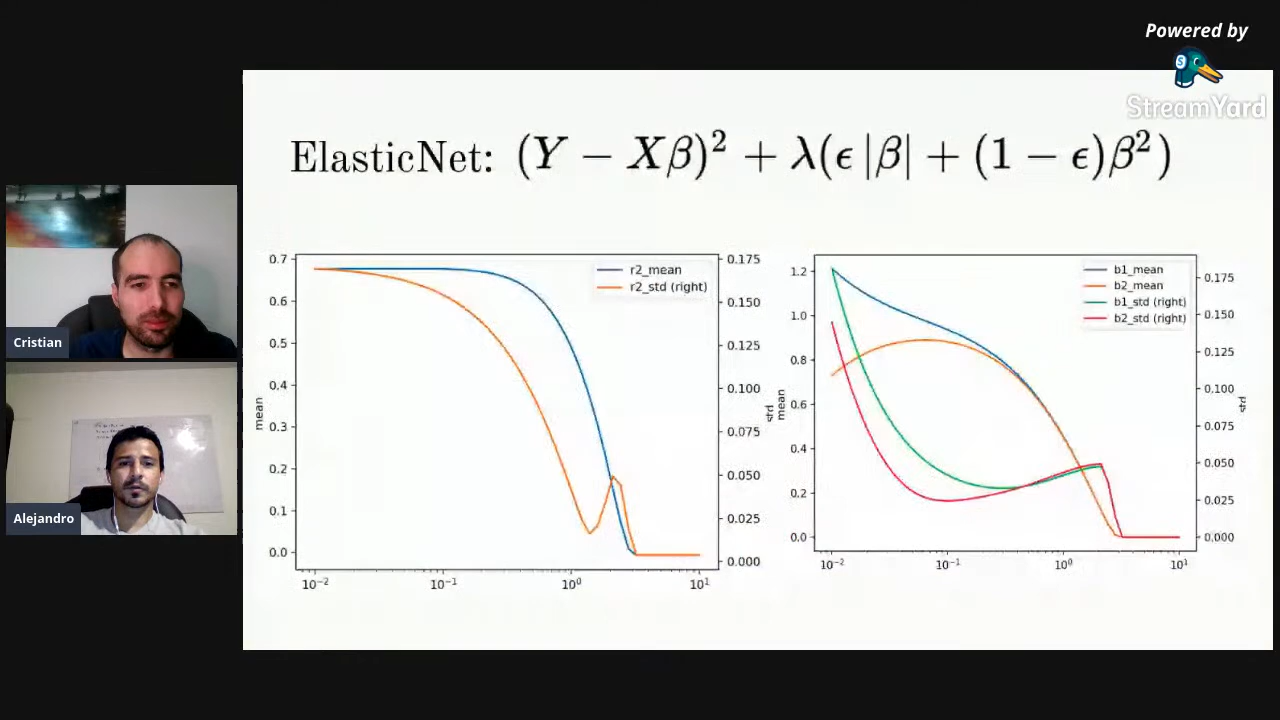 Powered by
StreamYard
ElasticNet: (Y − Xβ)² + λ(ϵ |β| + (1 − ϵ)β²)
Cristian
Alejandro
r2_mean
r2_std (right)
mean
0.7
0.6
0.5
0.4
0.3
0.2
0.1
0.0
0.175
0.150
0.125
0.100
0.075
0.050
0.025
0.000
std
10⁻² 10⁻¹ 10⁰ 10¹
b1_mean
b2_mean
b1_std (right)
b2_std (right)
mean
1.2
1.0
0.8
0.6
0.4
0.2
0.0
0.175
0.150
0.125
0.100
0.075
0.050
0.025
0.000
std
10⁻² 10⁻¹ 10⁰ 10¹